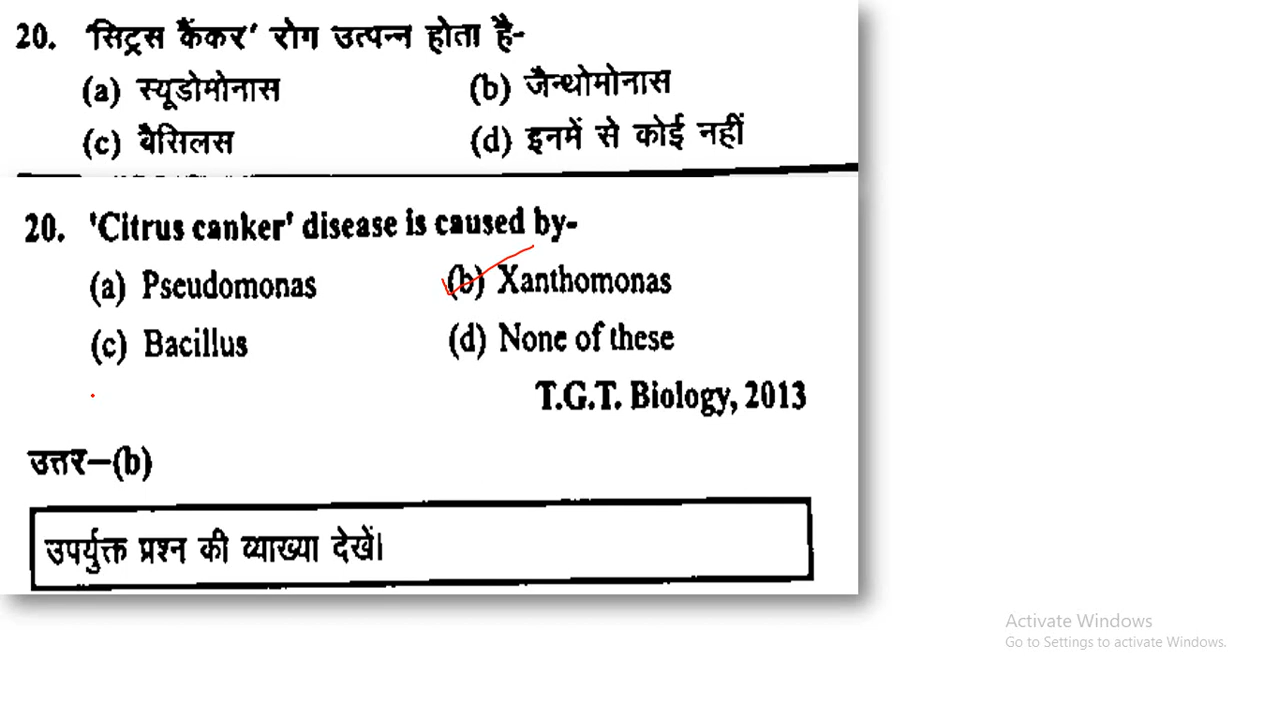 20. 'सिट्रस कैंकर' रोग उत्पन्न होता है-
(a) स्यूडोमोनास (b) जैन्थोमोनास
(c) बैसिलस (d) इनमें से कोई नहीं
20. 'Citrus canker' disease is caused by-
(a) Pseudomonas (b) Xanthomonas
(c) Bacillus (d) None of these
T.G.T. Biology, 2013
उत्तर–(b)
उपर्युक्त प्रश्न की व्याख्या देखें।
Activate Windows
Go to Settings to activate Windows.